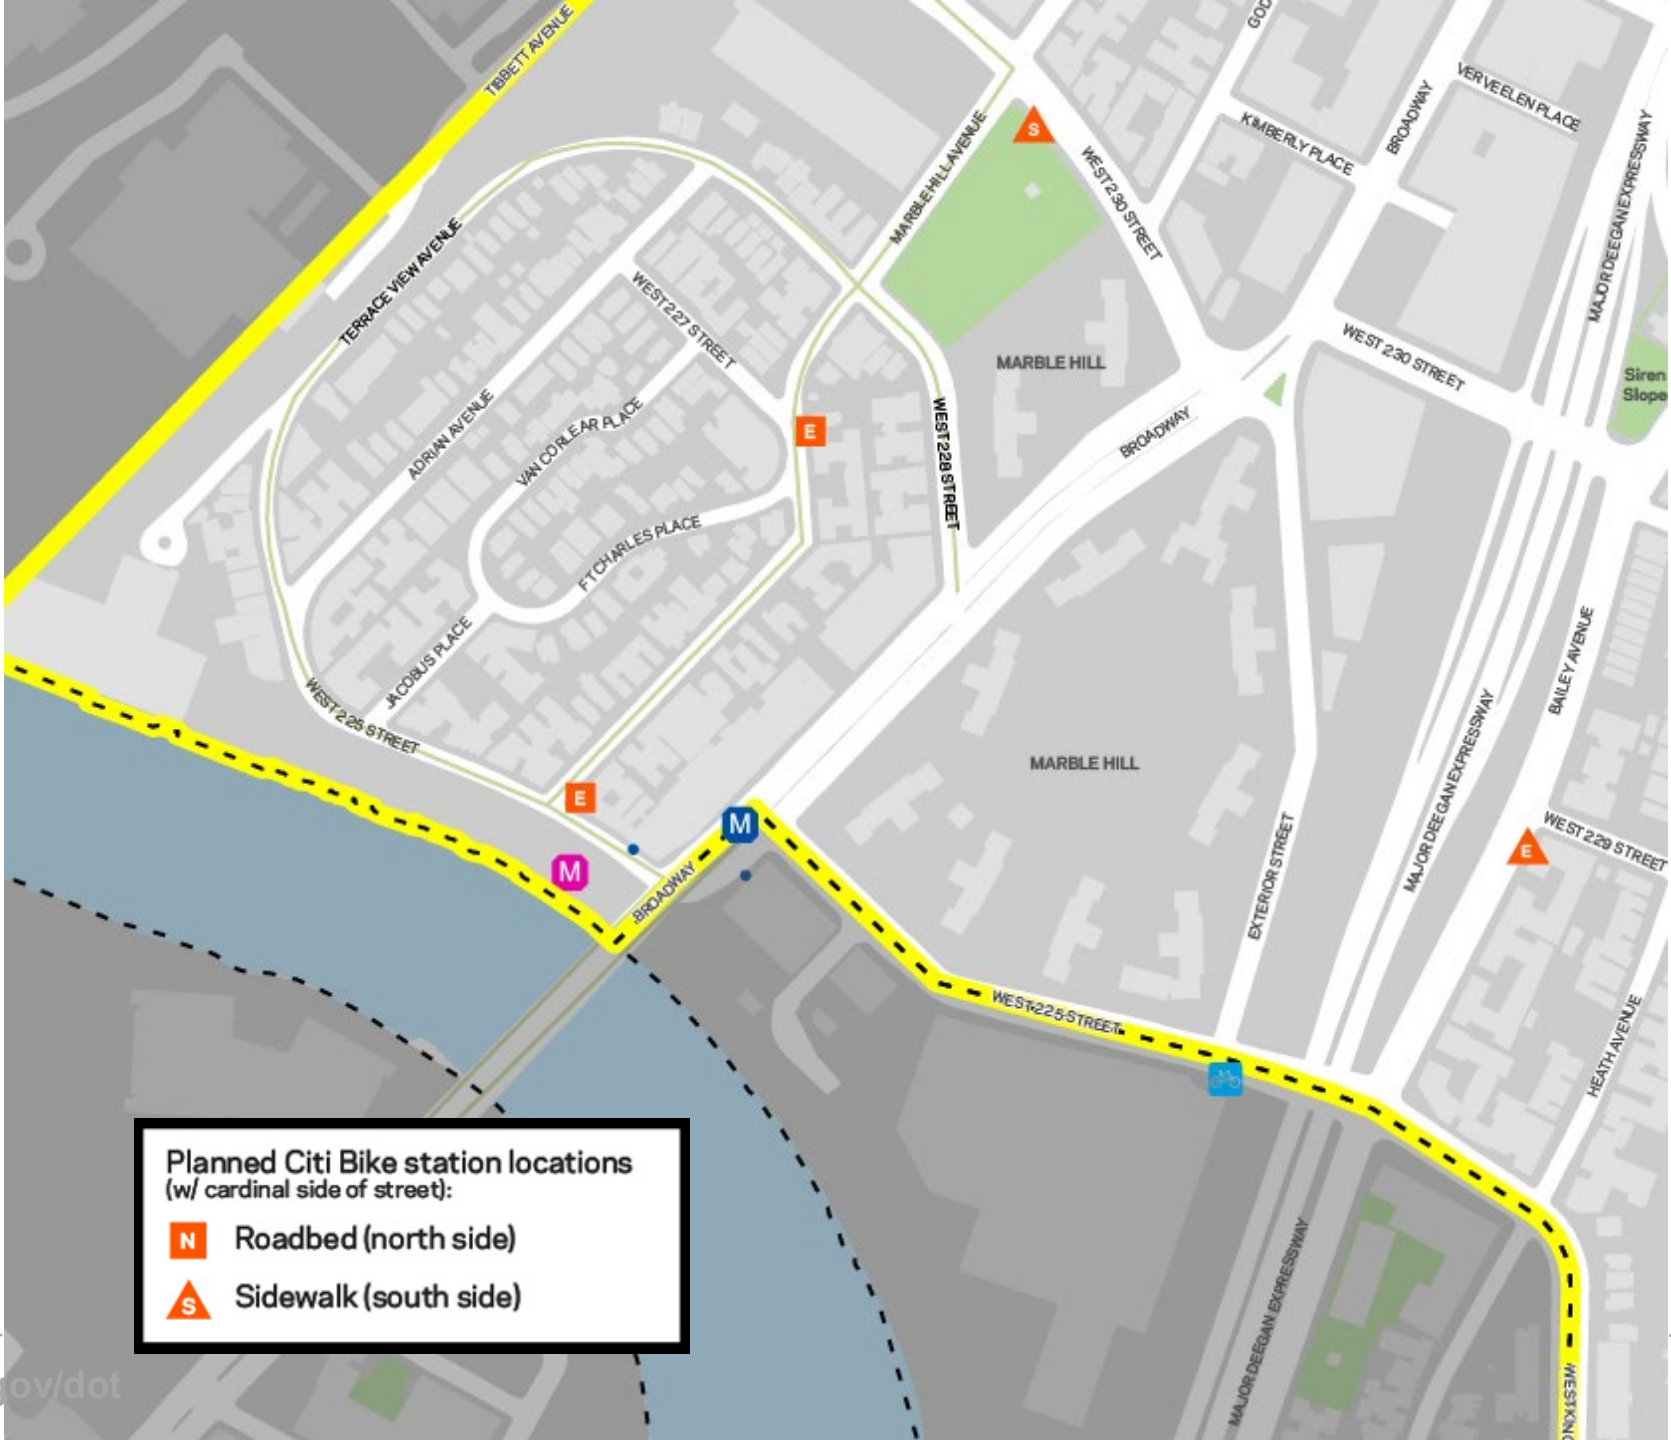 TIBBETT AVENUE
GOD
VERVEELEN PLACE
BROADWAY
KIMBERLY PLACE
MAJOR DEEGAN EXPRESSWAY
S
MARBLE HILL AVENUE
WEST 230 STREET
TERRACE VIEW AVENUE
WEST 227 STREET
MARBLE HILL
WEST 230 STREET
Siren
Slope
ADRIAN AVENUE
VAN CORLEAR PLACE
E
WEST 228 STREET
BROADWAY
FT CHARLES PLACE
JACOBUS PLACE
BAILEY AVENUE
WEST 225 STREET
MARBLE HILL
MAJOR DEEGAN EXPRESSWAY
E
M
M
BROADWAY
EXTERIOR STREET
WEST 229 STREET
E
WEST 225 STREET
HEATH AVENUE
Planned Citi Bike station locations
(w/ cardinal side of street):
N Roadbed (north side)
S Sidewalk (south side)
MAJOR DEEGAN EXPRESSWAY
WEST KING
ov/dot